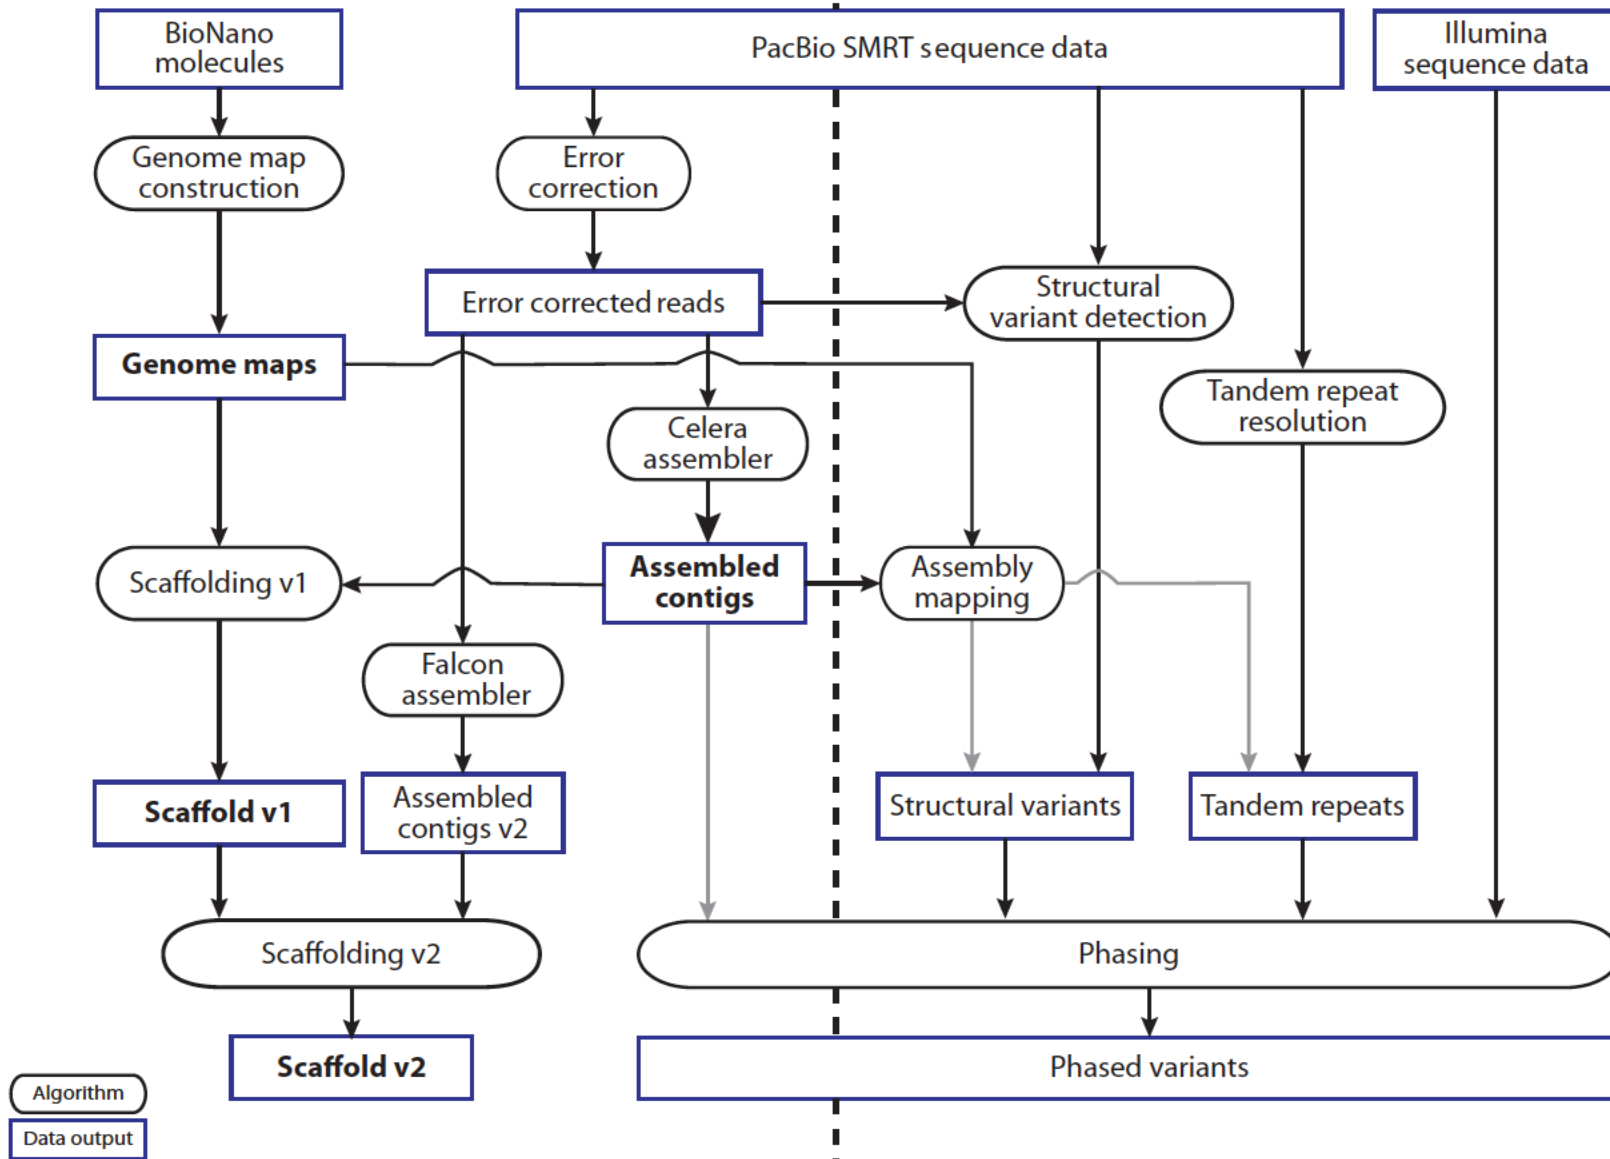 BioNano
molecules
PacBio SMRT sequence data
Illumina
sequence data
Genome map
construction
Error
correction
Error corrected reads
Structural
variant detection
Genome maps
Tandem repeat
resolution
Celera
assembler
Scaffolding v1
Assembled
contigs
Assembly
mapping
Falcon
assembler
Scaffold v1
Assembled
contigs v2
Structural variants
Tandem repeats
Scaffolding v2
Phasing
Scaffold v2
Phased variants
Algorithm
Data output